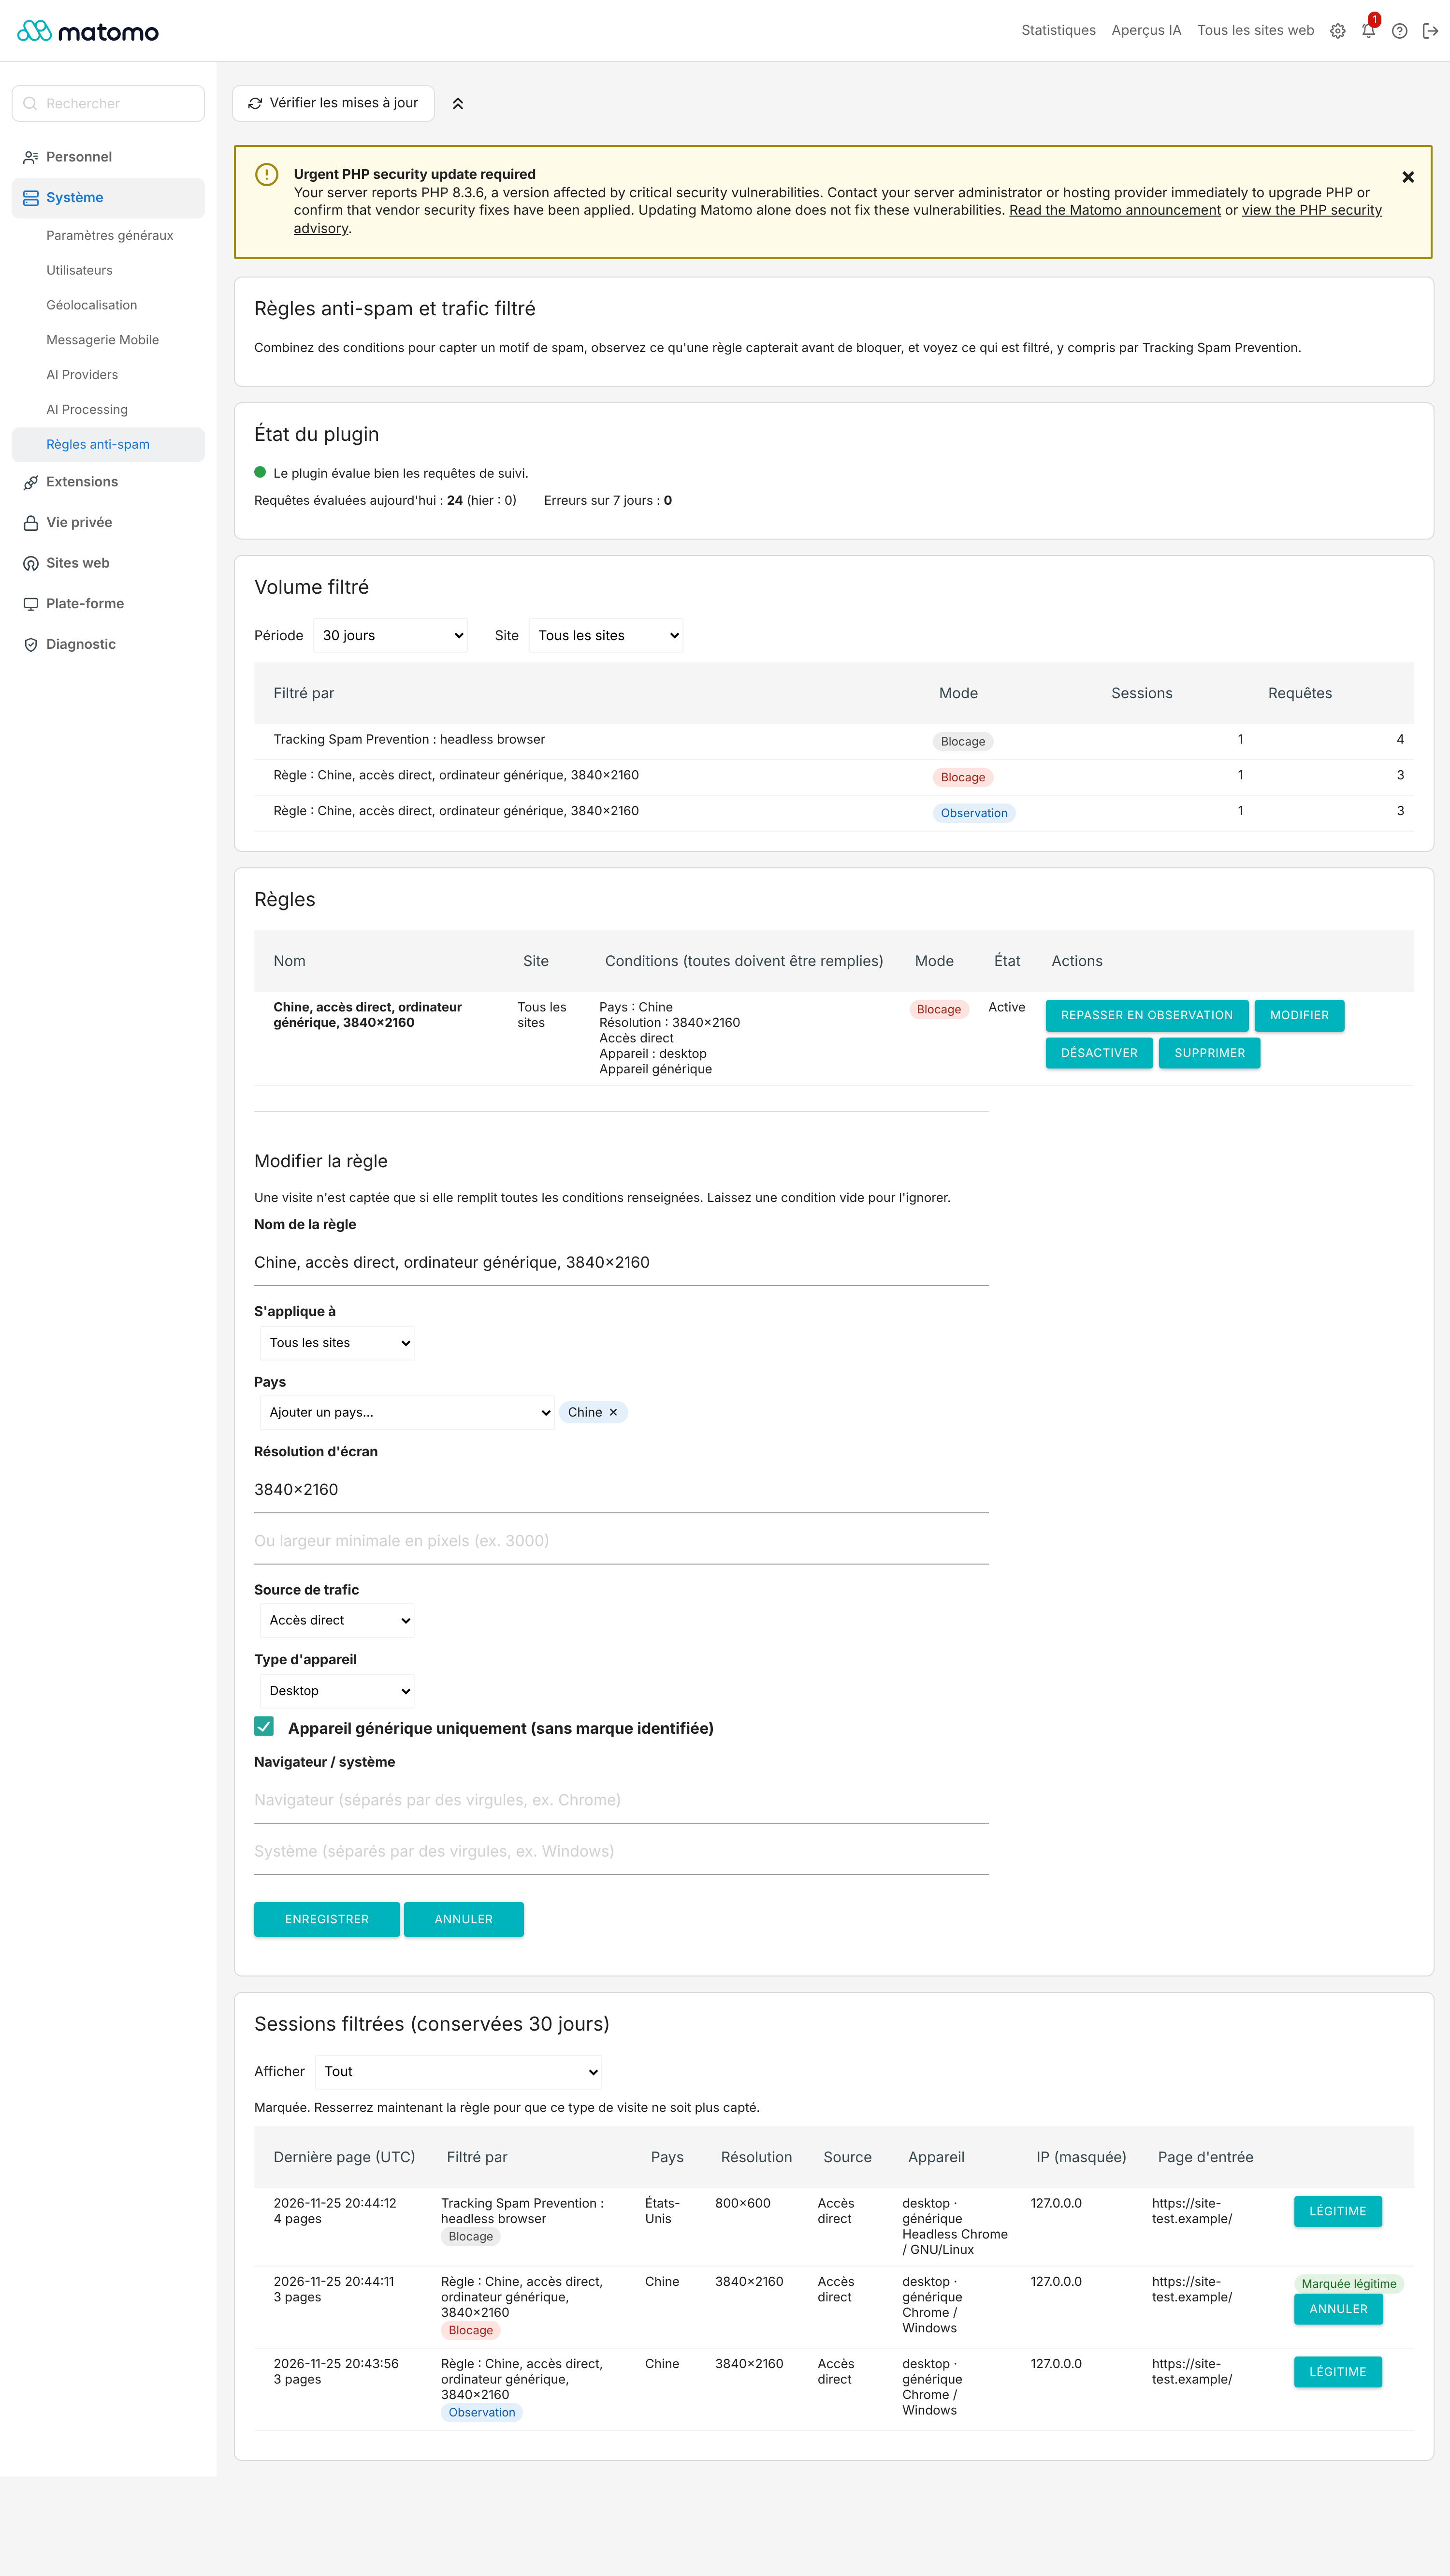 matomo
Statistiques Aperçus IA Tous les sites web 1
Rechercher
Vérifier les mises à jour
Personnel
Système
Paramètres généraux
Utilisateurs
Géolocalisation
Messagerie Mobile
AI Providers
AI Processing
Règles anti-spam
Extensions
Vie privée
Sites web
Plate-forme
Diagnostic
Urgent PHP security update required
Your server reports PHP 8.3.6, a version affected by critical security vulnerabilities. Contact your server administrator or hosting provider immediately to upgrade PHP or
confirm that vendor security fixes have been applied. Updating Matomo alone does not fix these vulnerabilities. Read the Matomo announcement or view the PHP security
advisory.
Règles anti-spam et trafic filtré
Combinez des conditions pour capter un motif de spam, observez ce qu'une règle capterait avant de bloquer, et voyez ce qui est filtré, y compris par Tracking Spam Prevention.
État du plugin
Le plugin évalue bien les requêtes de suivi.
Requêtes évaluées aujourd'hui : 24 (hier : 0) Erreurs sur 7 jours : 0
Volume filtré
Période 30 jours Site Tous les sites
Filtré par Mode Sessions Requêtes
Tracking Spam Prevention : headless browser Blocage 1 4
Règle : Chine, accès direct, ordinateur générique, 3840×2160 Blocage 1 3
Règle : Chine, accès direct, ordinateur générique, 3840×2160 Observation 1 3
Règles
Nom Site Conditions (toutes doivent être remplies) Mode État Actions
Chine, accès direct, ordinateur Tous les Pays : Chine Blocage Active REPASSER EN OBSERVATION MODIFIER
générique, 3840×2160 sites Résolution : 3840×2160
Accès direct
Appareil : desktop DÉSACTIVER SUPPRIMER
Appareil générique
Modifier la règle
Une visite n'est captée que si elle remplit toutes les conditions renseignées. Laissez une condition vide pour l'ignorer.
Nom de la règle
Chine, accès direct, ordinateur générique, 3840×2160
S'applique à
Tous les sites
Pays
Ajouter un pays... Chine ✕
Résolution d'écran
3840×2160
Ou largeur minimale en pixels (ex. 3000)
Source de trafic
Accès direct
Type d'appareil
Desktop
Appareil générique uniquement (sans marque identifiée)
Navigateur / système
Navigateur (séparés par des virgules, ex. Chrome)
Système (séparés par des virgules, ex. Windows)
ENREGISTRER ANNULER
Sessions filtrées (conservées 30 jours)
Afficher Tout
Marquée. Resserrez maintenant la règle pour que ce type de visite ne soit plus capté.
Dernière page (UTC) Filtré par Pays Résolution Source Appareil IP (masquée) Page d'entrée
2026-11-25 20:44:12 Tracking Spam Prevention : États- 800×600 Accès desktop · 127.0.0.0 https://site- LÉGITIME
4 pages headless browser Unis direct générique test.example/
Blocage Headless Chrome
/ GNU/Linux
2026-11-25 20:44:11 Règle : Chine, accès direct, Chine 3840×2160 Accès desktop · 127.0.0.0 https://site- Marquée légitime
3 pages ordinateur générique, direct générique test.example/
3840×2160 Chrome / ANNULER
Blocage Windows
2026-11-25 20:43:56 Règle : Chine, accès direct, Chine 3840×2160 Accès desktop · 127.0.0.0 https://site- LÉGITIME
3 pages ordinateur générique, direct générique test.example/
3840×2160 Chrome /
Observation Windows